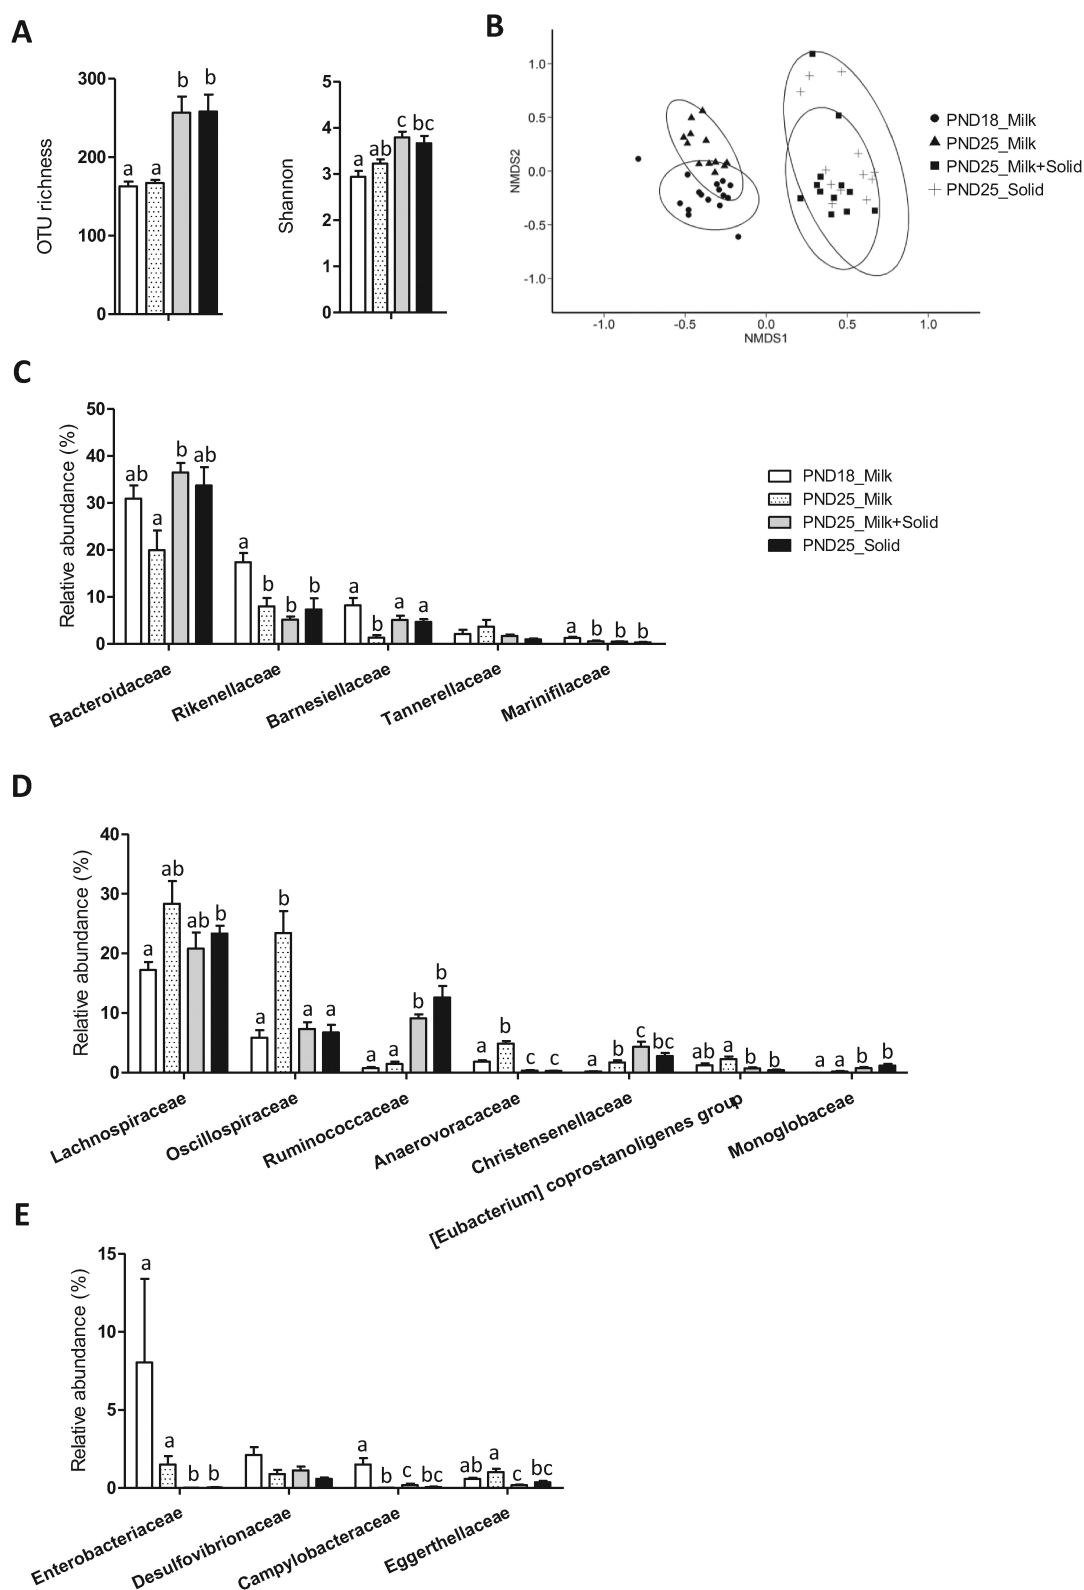 A
OTU richness
300
200
100
0
a a b b
Shannon
5
4
3
2
1
0
a ab c bc
B
NMDS2
1.0
0.5
0.0
-0.5
-1.0
-1.0 -0.5 0.0 0.5 1.0
NMDS1
PND18_Milk
PND25_Milk
PND25_Milk+Solid
PND25_Solid
C
Relative abundance (%)
50
40
30
20
10
0
ab a b ab
a b b b
a b a a
a b b b
Bacteroidaceae
Rikenellaceae
Barnesiellaceae
Tannerellaceae
Marinifilaceae
PND18_Milk
PND25_Milk
PND25_Milk+Solid
PND25_Solid
D
Relative abundance (%)
40
30
20
10
0
a ab ab b
a b a a
a a b b
a b c c
a b c bc
ab a b b
a a b b
Lachnospiraceae
Oscillospiraceae
Ruminococcaceae
Anaerovoracaceae
Christensenellaceae
[Eubacterium] coprostanoligenes group
Monoglobaceae
E
Relative abundance (%)
15
10
5
0
a a b b
a b c bc
ab a c bc
Enterobacteriaceae
Desulfovibrionaceae
Campylobacteraceae
Eggerthellaceae